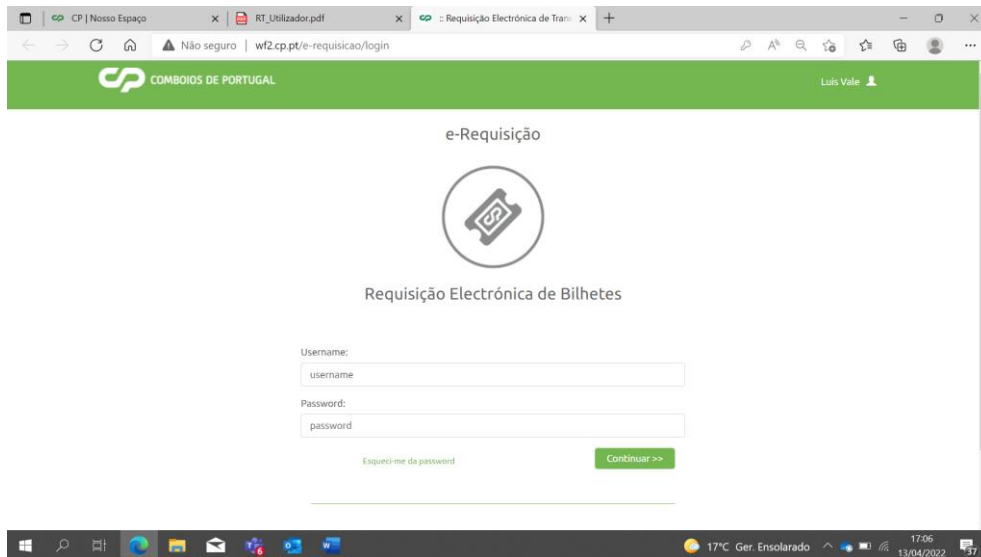 CP | Nosso Espaço
RT_Utilizador.pdf
:: Requisição Electrónica de Trans
Não seguro | wf2.cp.pt/e-requisicao/login
COMBOIOS DE PORTUGAL
Luis Vale
e-Requisição
Requisição Electrónica de Bilhetes
Username:
username
Password:
password
Esqueci-me da password
Continuar >>
17°C Ger. Ensolarado
17:06
13/04/2022
37